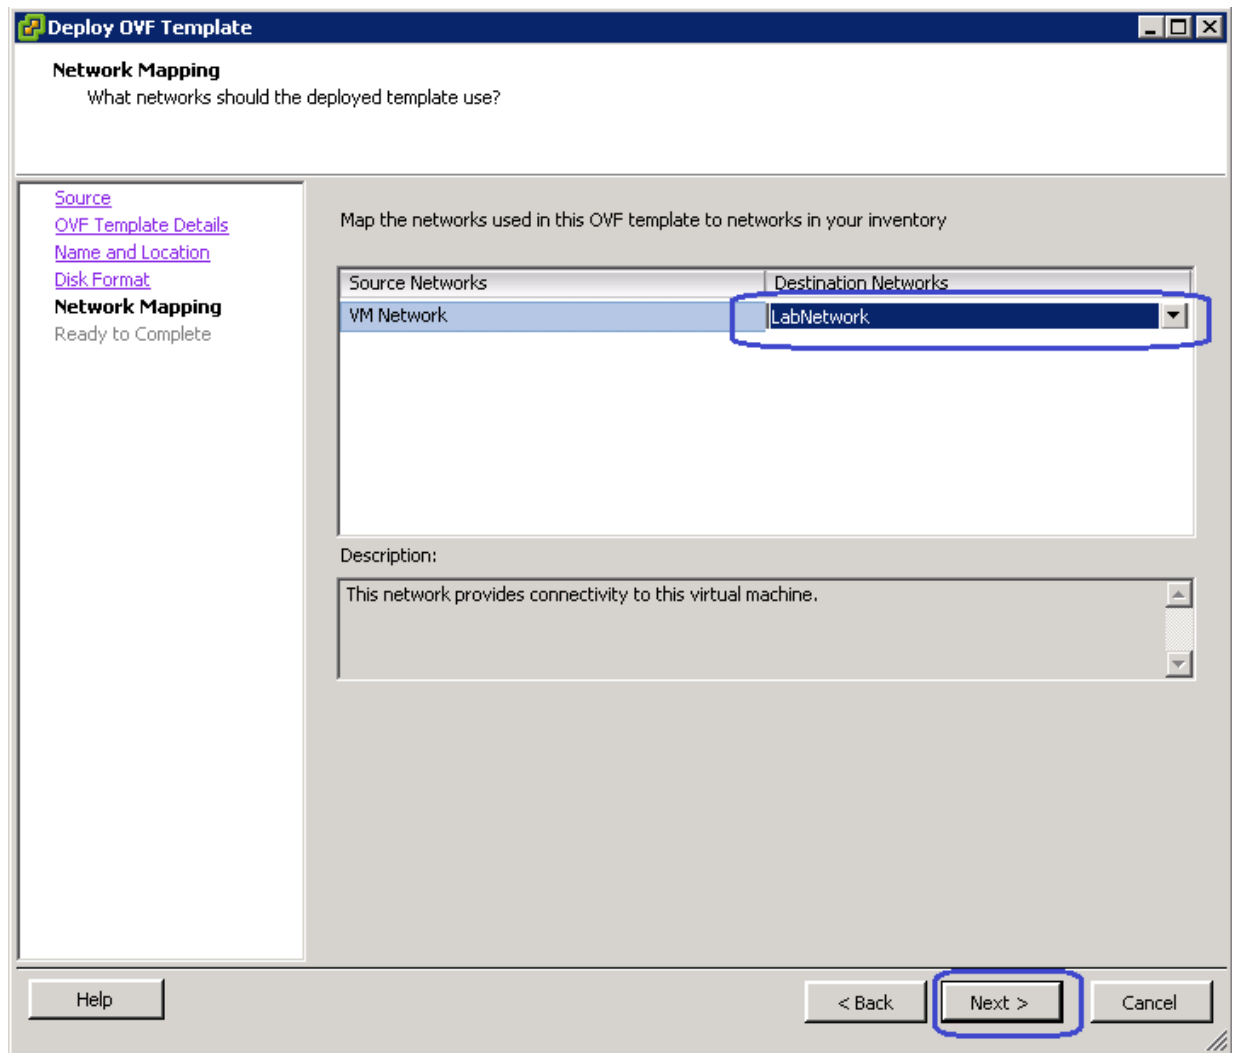 Deploy OVF Template
Network Mapping
What networks should the deployed template use?
Source
OVF Template Details
Name and Location
Disk Format
Network Mapping
Ready to Complete
Map the networks used in this OVF template to networks in your inventory
Source Networks Destination Networks
VM Network LabNetwork
Description:
This network provides connectivity to this virtual machine.
Help < Back Next > Cancel